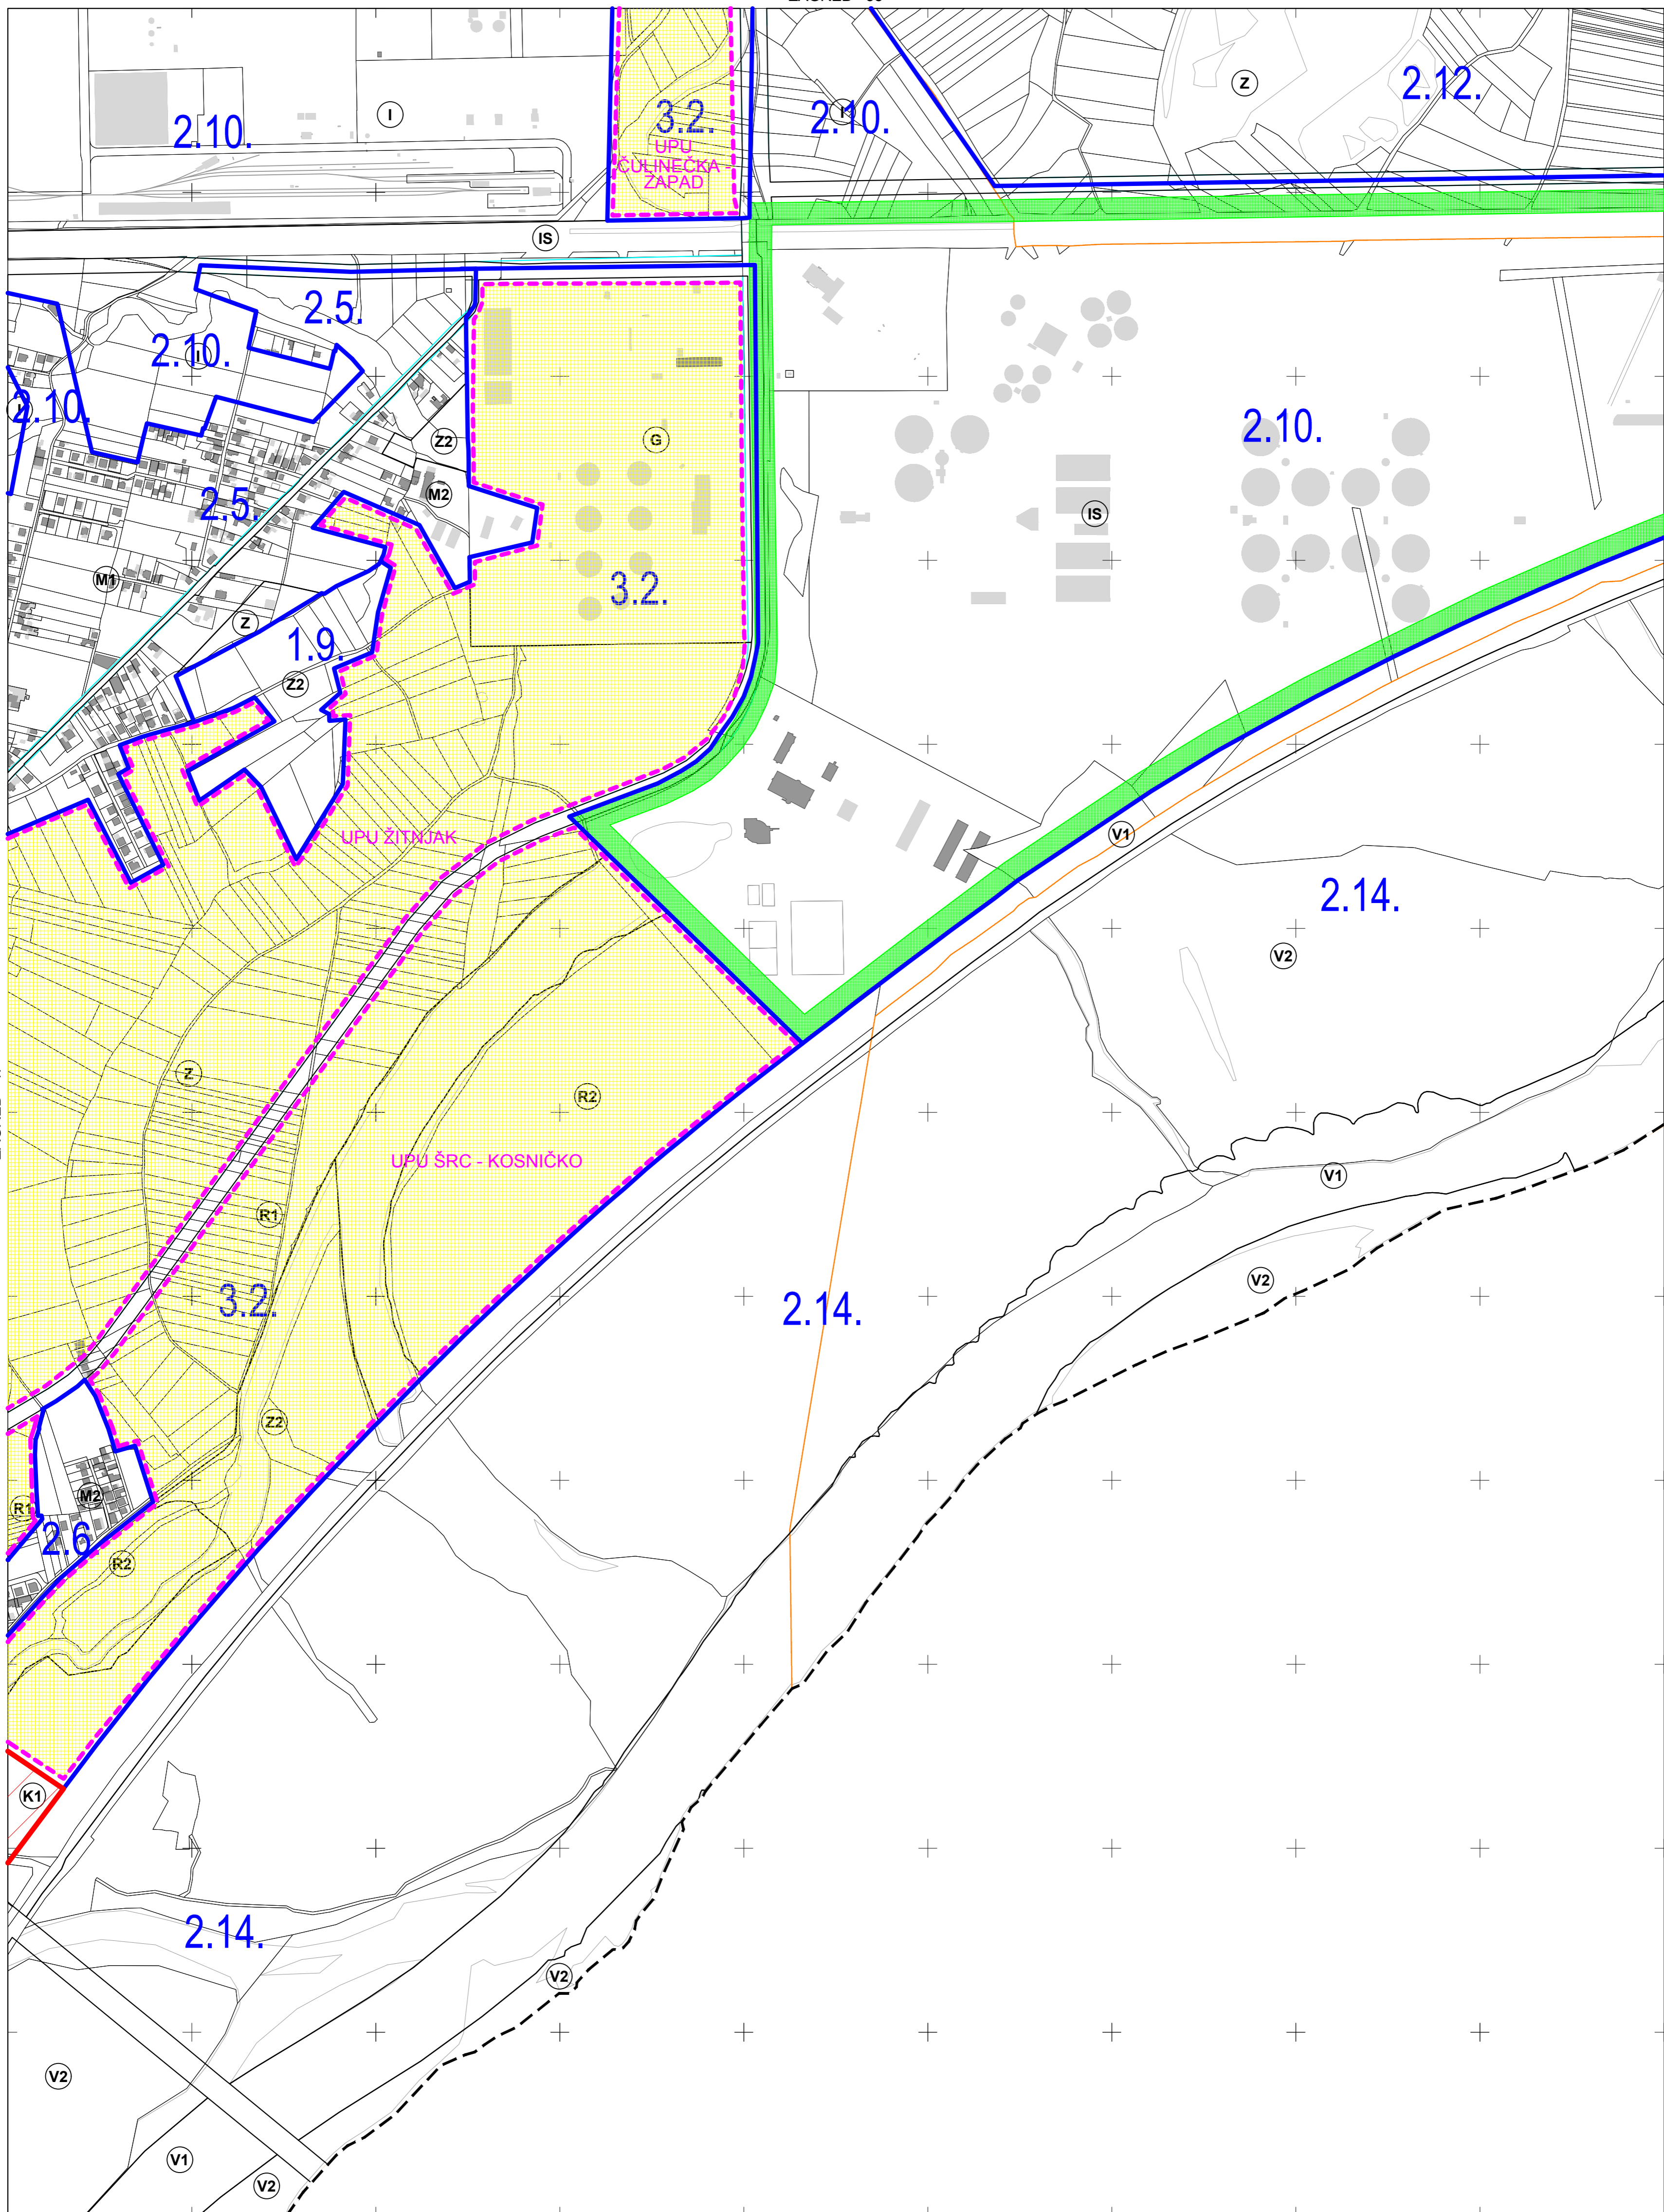 2.10.
I
3.2.
UPU
ČULINEČKA -
ZAPAD
2.10.
I
Z
2.12.
IS
2.5.
2.10.
I
2.10.
I
Z2
G
2.10.
M2
2.5.
IS
M1
3.2.
Z
1.9.
Z2
UPU ŽITNJAK
V1
2.14.
V2
Z
R2
UPU ŠRC - KOSNIČKO
V1
R1
V2
3.2.
2.14.
Z2
M2
R1
2.6.
R2
K1
2.14.
V2
V2
V1
V2